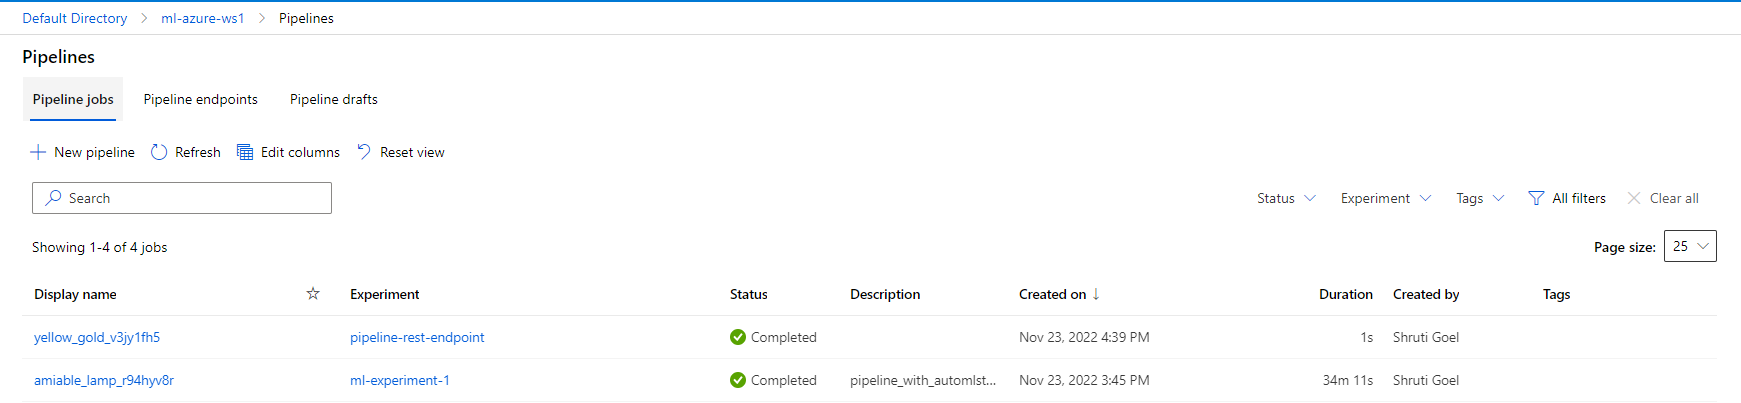 Default Directory > ml-azure-ws1 > Pipelines
Pipelines
Pipeline jobs Pipeline endpoints Pipeline drafts
New pipeline Refresh Edit columns Reset view
Search Status Experiment Tags All filters Clear all
Showing 1-4 of 4 jobs Page size: 25
Display name Experiment Status Description Created on ↓ Duration Created by Tags
yellow_gold_v3jy1fh5 pipeline-rest-endpoint Completed Nov 23, 2022 4:39 PM 1s Shruti Goel
amiable_lamp_r94hyv8r ml-experiment-1 Completed pipeline_with_automlst... Nov 23, 2022 3:45 PM 34m 11s Shruti Goel